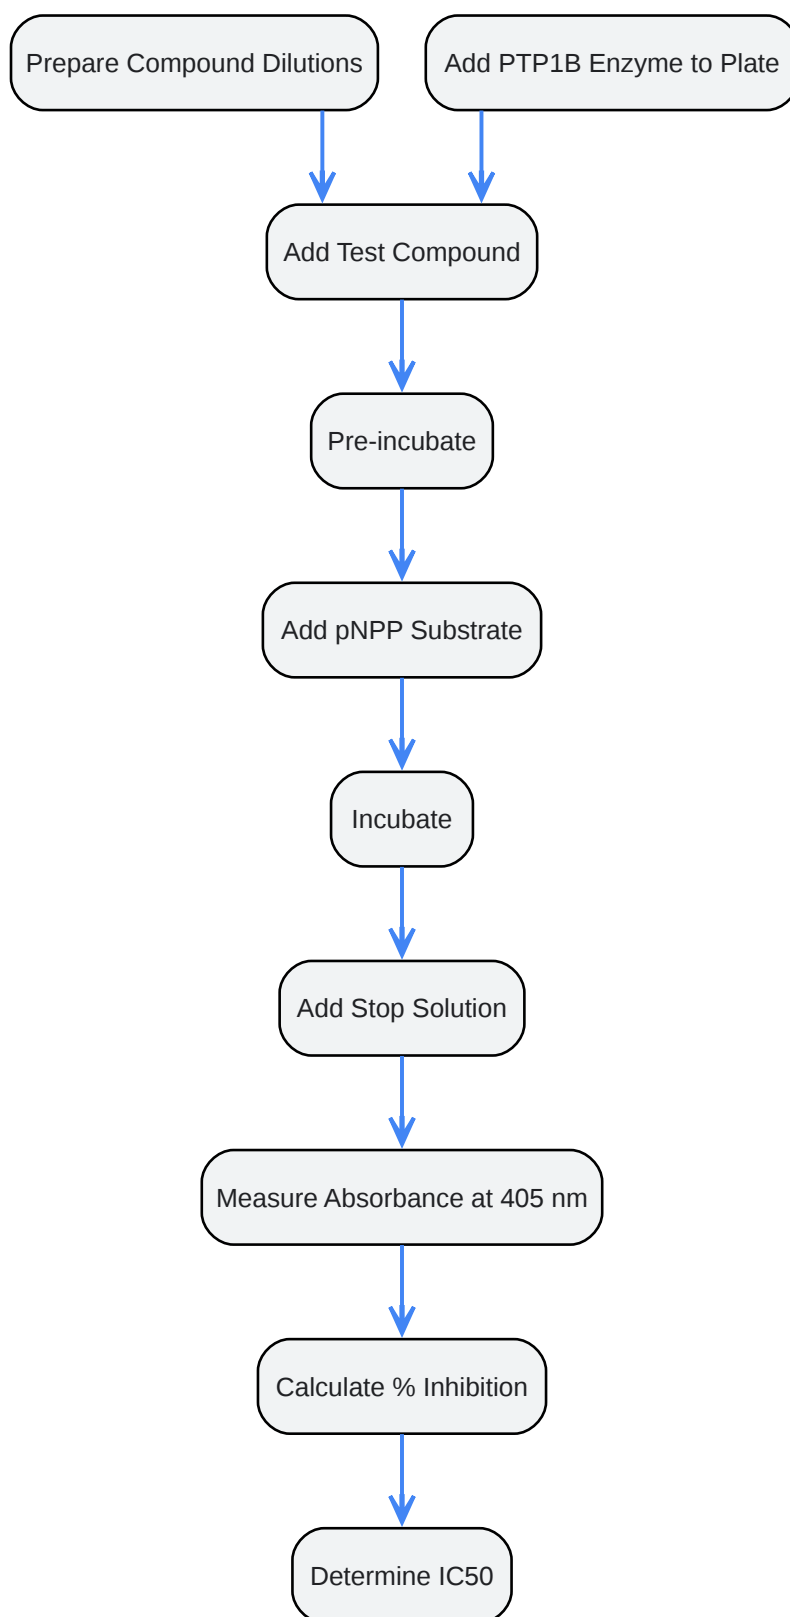 Prepare Compound Dilutions
Add PTP1B Enzyme to Plate
Add Test Compound
Pre-incubate
Add pNPP Substrate
Incubate
Add Stop Solution
Measure Absorbance at 405 nm
Calculate % Inhibition
Determine IC50